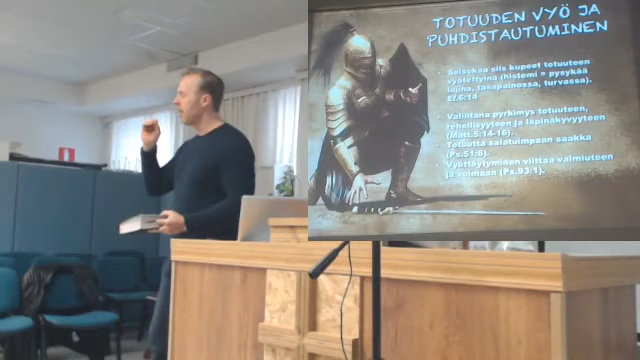 TOTUUDEN VYÖ JA
PUHDISTAUTUMINEN
• Seisokaa siis kupeet totuuteen
vyötettyinä (histemi = pysykää
lujina, tasapainossa, turvassa).
Ef.6:14
• Valintana pyrkimys totuuteen,
rehellisyyteen ja läpinäkyvyyteen
(Matt.5:14-16).
• Totuutta salatuimpaan saakka
(Ps.51:6).
• Vyöttäytyminen viittaa valmiuteen
ja voimaan (Ps.93:1).